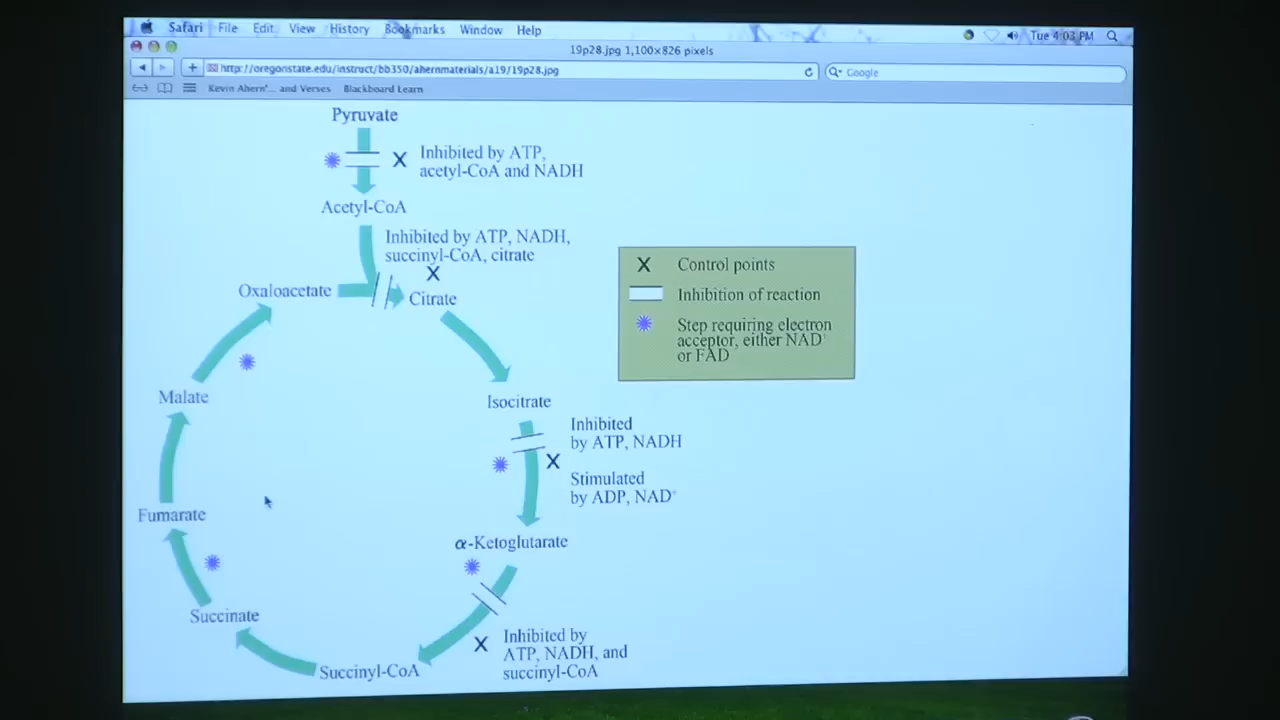 Safari File Edit View History Bookmarks Window Help Tue 4:03 PM
19p28.jpg 1,100×826 pixels
http://oregonstate.edu/instruct/bb350/ahernmaterials/a19/19p28.jpg
Google
Kevin Ahern'... and Verses Blackboard Learn
Pyruvate
X
Inhibited by ATP,
acetyl-CoA and NADH
Acetyl-CoA
Inhibited by ATP, NADH,
succinyl-CoA, citrate
X
Oxaloacetate
Citrate
X Control points
Inhibition of reaction
Step requiring electron
acceptor, either NAD⁺
or FAD
Malate
Isocitrate
Inhibited
by ATP, NADH
X
Stimulated
by ADP, NAD⁺
Fumarate
α-Ketoglutarate
Succinate
X
Inhibited by
ATP, NADH, and
succinyl-CoA
Succinyl-CoA